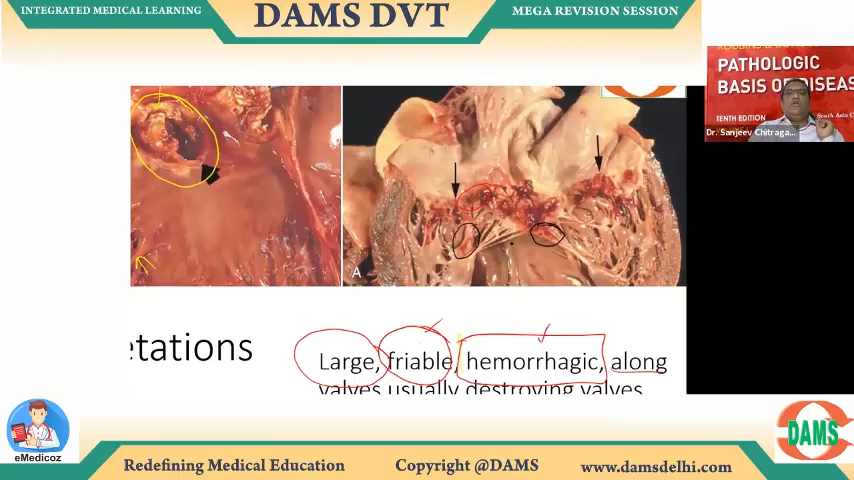 INTEGRATED MEDICAL LEARNING
DAMS DVT
MEGA REVISION SESSION
PATHOLOGIC
BASIS OF DISEASE
TENTH EDITION
Dr. Sanjeev Chitraga...
A
etations
Large, friable, hemorrhagic, along
valves usually destroying valves
eMedicoz
DAMS
Redefining Medical Education
Copyright @DAMS
www.damsdelhi.com